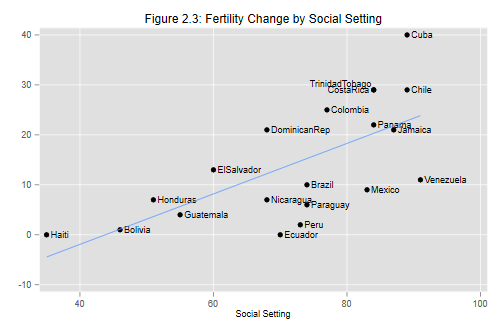 Figure 2.3: Fertility Change by Social Setting
40
Cuba
30
TrinidadTobago
CostaRica
Chile
Colombia
20
DominicanRep
Panama
Jamaica
ElSalvador
10
Brazil
Venezuela
Mexico
Honduras
Nicaragua
Paraguay
Guatemala
Peru
0
Haiti
Bolivia
Ecuador
-10
40
60
80
100
Social Setting